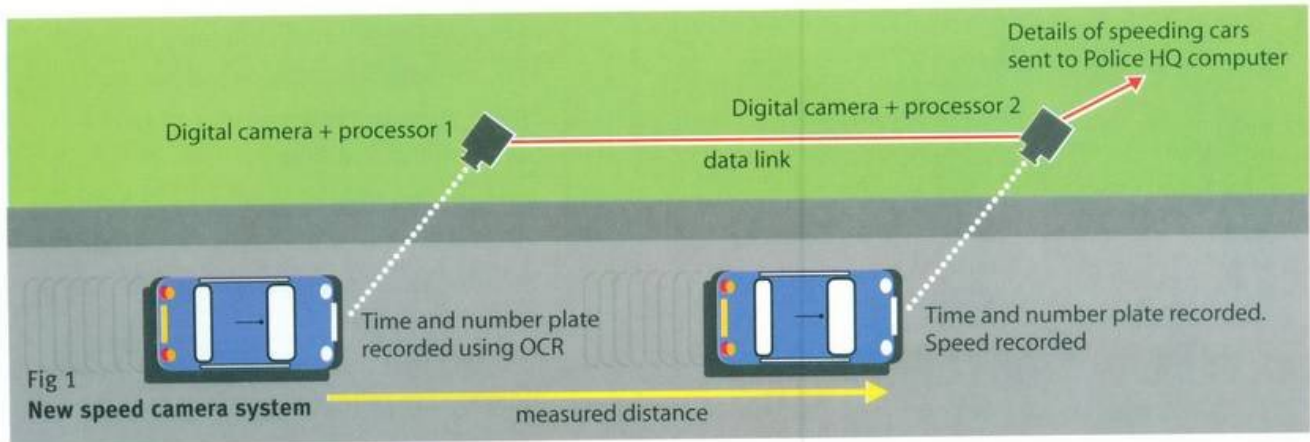 Details of speeding cars
sent to Police HQ computer
Digital camera + processor 1
Digital camera + processor 2
data link
Time and number plate
recorded using OCR
Time and number plate recorded.
Speed recorded
Fig 1
New speed camera system
measured distance